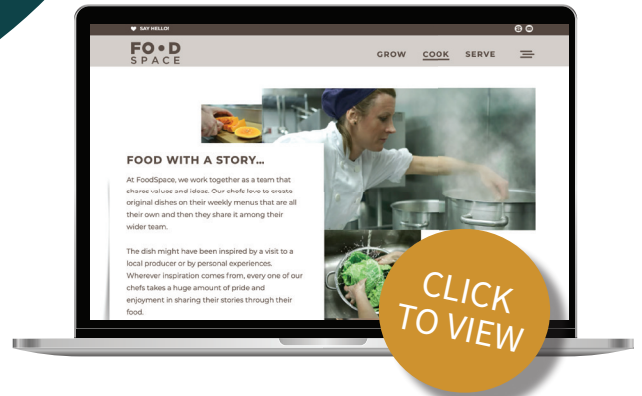 SAY HELLO!
FO•D
SPACE
GROW COOK SERVE
FOOD WITH A STORY...
At FoodSpace, we work together as a team that
shares values and ideas. Our chefs love to create
original dishes on their weekly menus that are all
their own and then they share it among their
wider team.
The dish might have been inspired by a visit to a
local producer or by personal experiences.
Wherever inspiration comes from, every one of our
chefs takes a huge amount of pride and
enjoyment in sharing their stories through their
food.
CLICK
TO VIEW